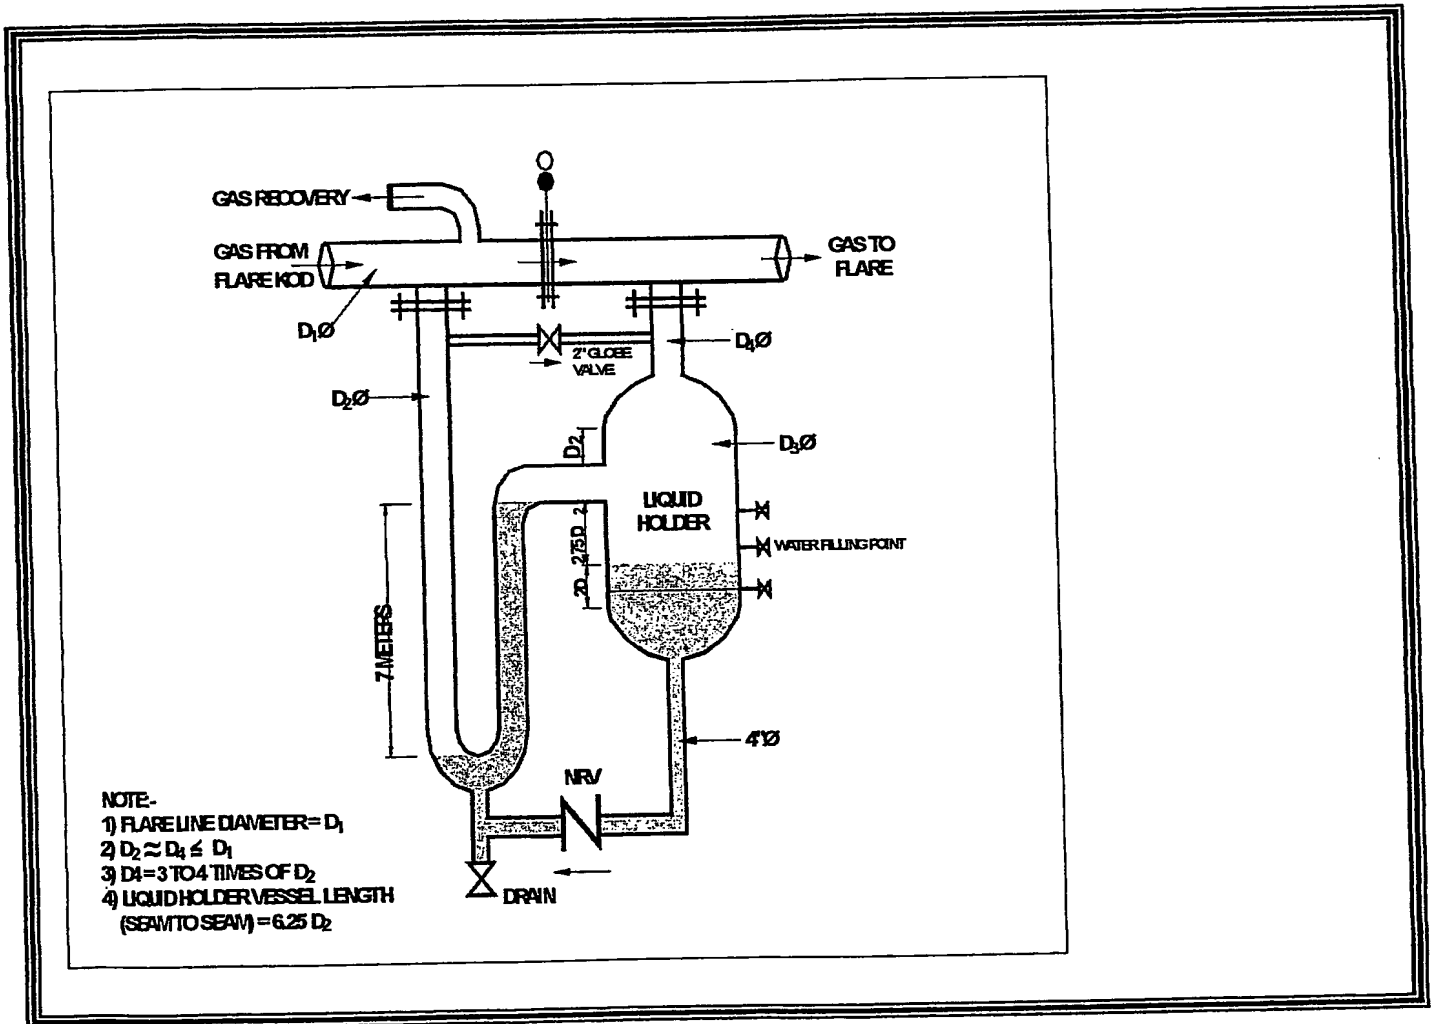 GAS RECOVERY
GAS FROM
FLARE KOD
GAS TO
FLARE
D₁Ø
2" GLOBE
VALVE
D₄Ø
D₂Ø
D₂
D₃Ø
LIQUID
HOLDER
2.75 D₂
WATER FILLING POINT
2D
7 METERS
4"Ø
NRV
DRAIN
NOTE:-
1) FLARE LINE DIAMETER = D₁
2) D₂ ≈ D₄ ≤ D₁
3) D4 = 3 TO 4 TIMES OF D₂
4) LIQUID HOLDER VESSEL LENGTH
(SEAM TO SEAM) = 6.25 D₂